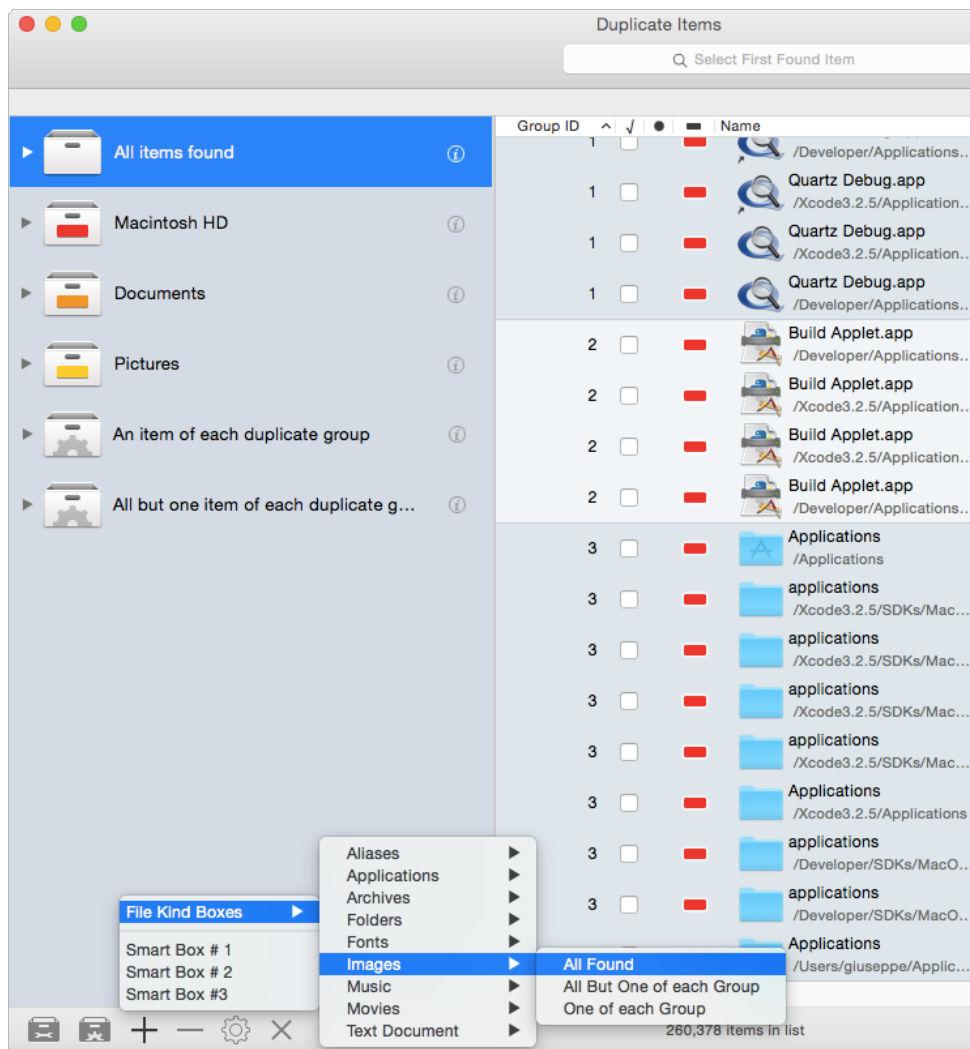 Duplicate Items
Select First Found Item
Group ID √ Name
All items found
Macintosh HD
Documents
Pictures
An item of each duplicate group
All but one item of each duplicate g...
1
/Developer/Applications...
1 Quartz Debug.app
/Xcode3.2.5/Application...
1 Quartz Debug.app
/Xcode3.2.5/Application...
1 Quartz Debug.app
/Developer/Applications...
2 Build Applet.app
/Developer/Applications...
2 Build Applet.app
/Xcode3.2.5/Application...
2 Build Applet.app
/Xcode3.2.5/Application...
2 Build Applet.app
/Developer/Applications...
3 Applications
/Applications
3 applications
/Xcode3.2.5/SDKs/Mac...
3 applications
/Xcode3.2.5/SDKs/Mac...
3 applications
/Xcode3.2.5/SDKs/Mac...
3 applications
/Xcode3.2.5/SDKs/Mac...
3 Applications
/Xcode3.2.5/Applications
3 applications
/Developer/SDKs/MacO...
3 applications
/Developer/SDKs/MacO...
Applications
/Users/giuseppe/Applic...
File Kind Boxes
Smart Box # 1
Smart Box # 2
Smart Box #3
Aliases
Applications
Archives
Folders
Fonts
Images
Music
Movies
Text Document
All Found
All But One of each Group
One of each Group
260,378 items in list